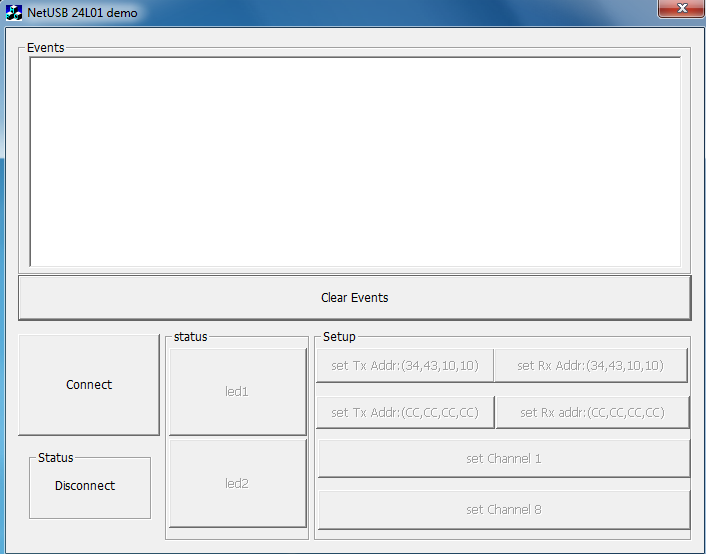 NetUSB 24L01 demo
Events
Clear Events
Connect
status
led1
led2
Status
Disconnect
Setup
set Tx Addr:(34,43,10,10) set Rx Addr:(34,43,10,10)
set Tx Addr:(CC,CC,CC,CC) set Rx addr:(CC,CC,CC,CC)
set Channel 1
set Channel 8